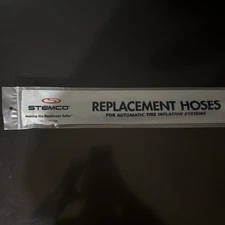 STEMCO
Making the Roadways Safer
REPLACEMENT HOSES
FOR AUTOMATIC TIRE INFLATION SYSTEMS